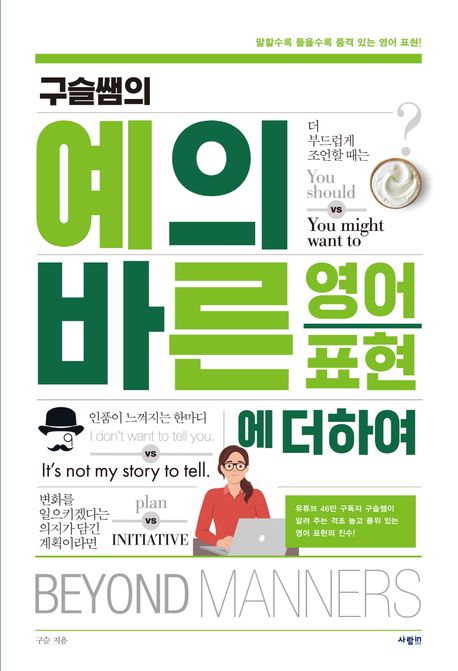 말할수록 들을수록 품격 있는 영어 표현!
구슬쌤의
예의
바른
영어
표현
에 더하여
더
부드럽게
조언할 때는
?
You
should
vs
You might
want to
인품이 느껴지는 한마디
I don't want to tell you.
vs
It's not my story to tell.
변화를
일으키겠다는
의지가 담긴
계획이라면
plan
vs
INITIATIVE
유튜브 46만 구독자 구슬쌤이
알려 주는 격조 높고 품위 있는
영어 표현의 진수!
BEYOND MANNERS
구슬 지음
사람in